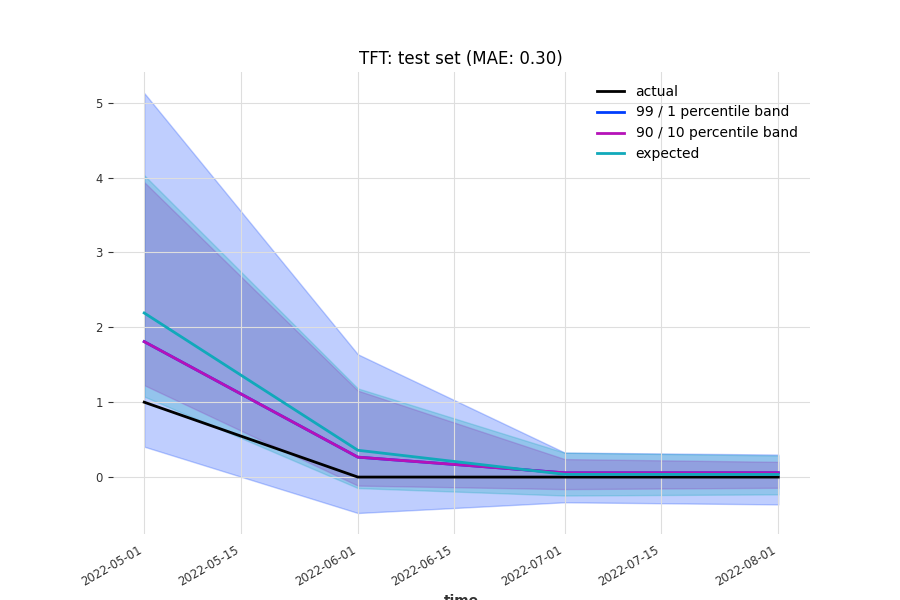 TFT: test set (MAE: 0.30)
actual
99 / 1 percentile band
90 / 10 percentile band
expected
5
4
3
2
1
0
2022-05-01
2022-05-15
2022-06-01
2022-06-15
2022-07-01
2022-07-15
2022-08-01
time